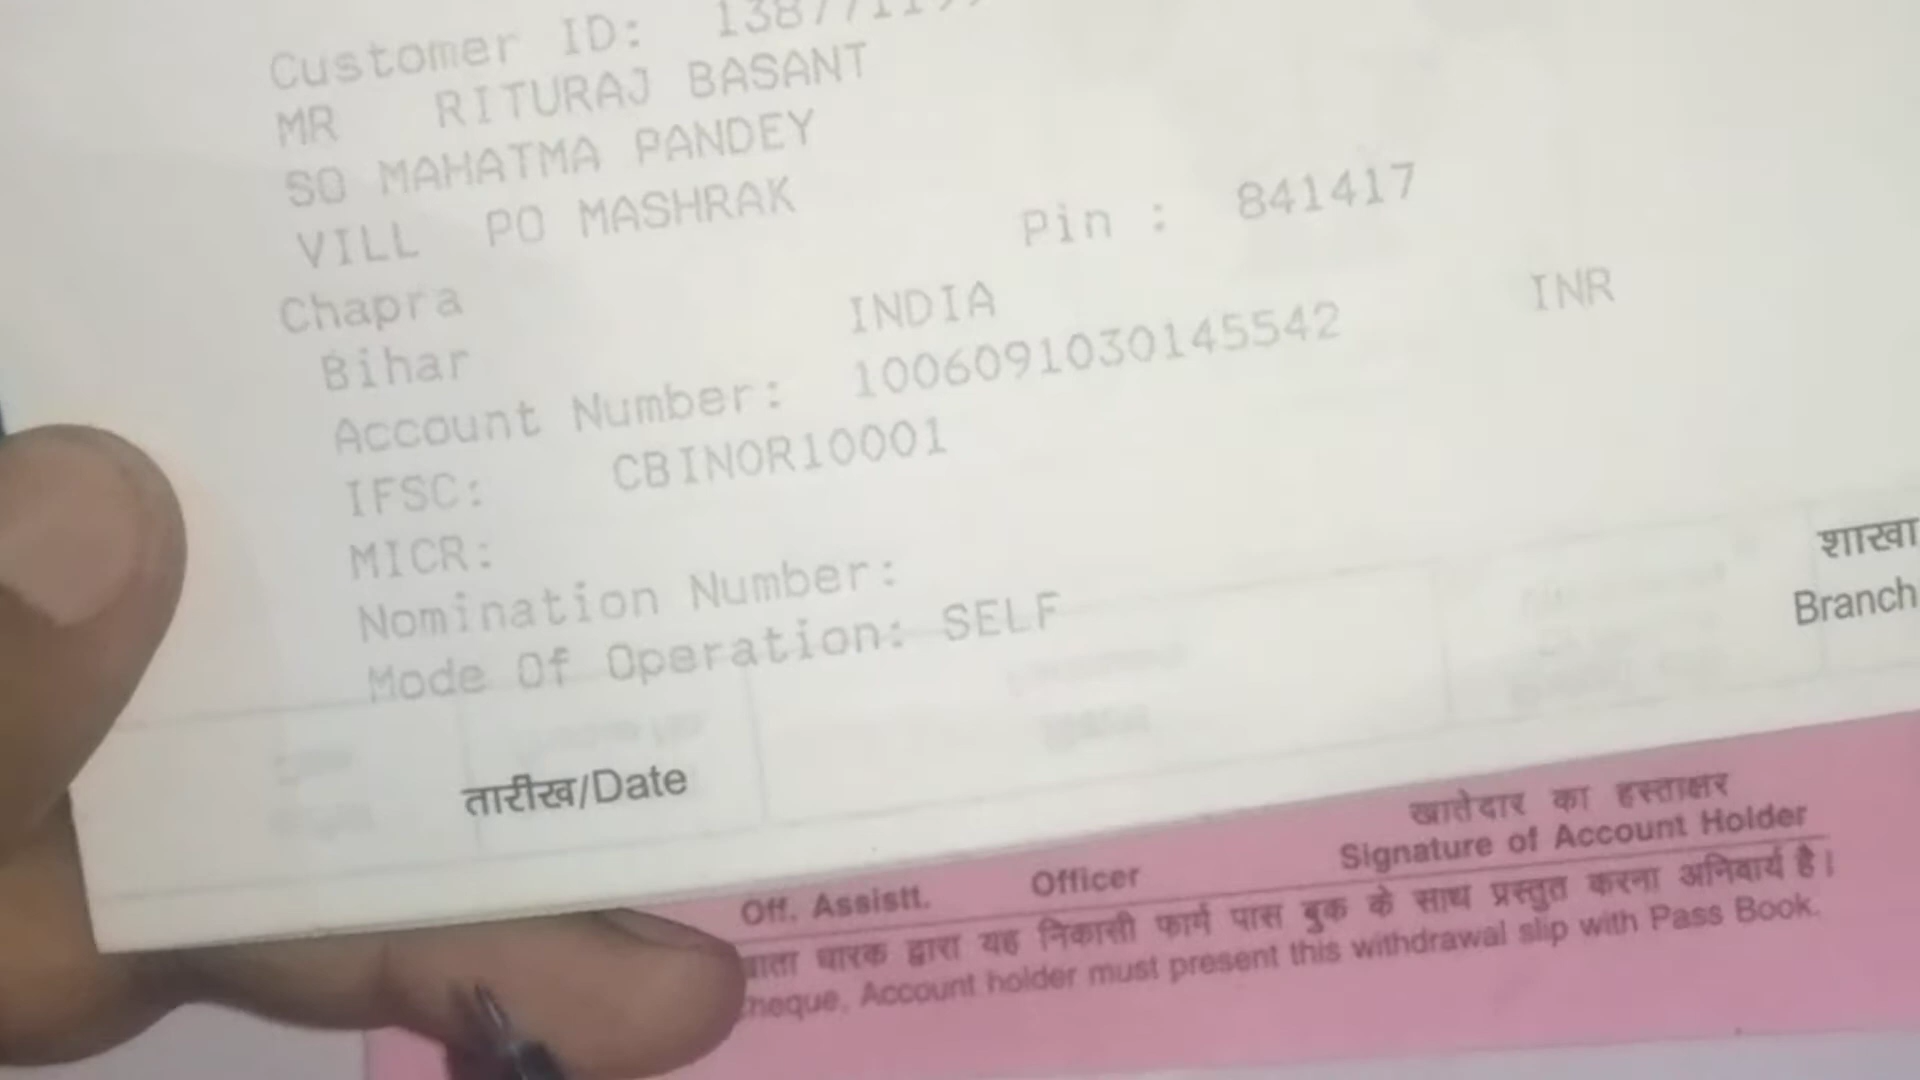 Customer ID:
MR RITURAJ BASANT
SO MAHATMA PANDEY
VILL PO MASHRAK
Pin : 841417
Chapra
INDIA
INR
Bihar
Account Number: 1006091030145542
IFSC: CBINOR10001
MICR:
Nomination Number:
Mode Of Operation: SELF
शाखा
Branch
तारीख/Date
खातेदार का हस्ताक्षर
Off. Assistt. Officer Signature of Account Holder
धारक द्वारा यह निकासी फार्म पास बुक के साथ प्रस्तुत करना अनिवार्य है।
heque, Account holder must present this withdrawal slip with Pass Book.